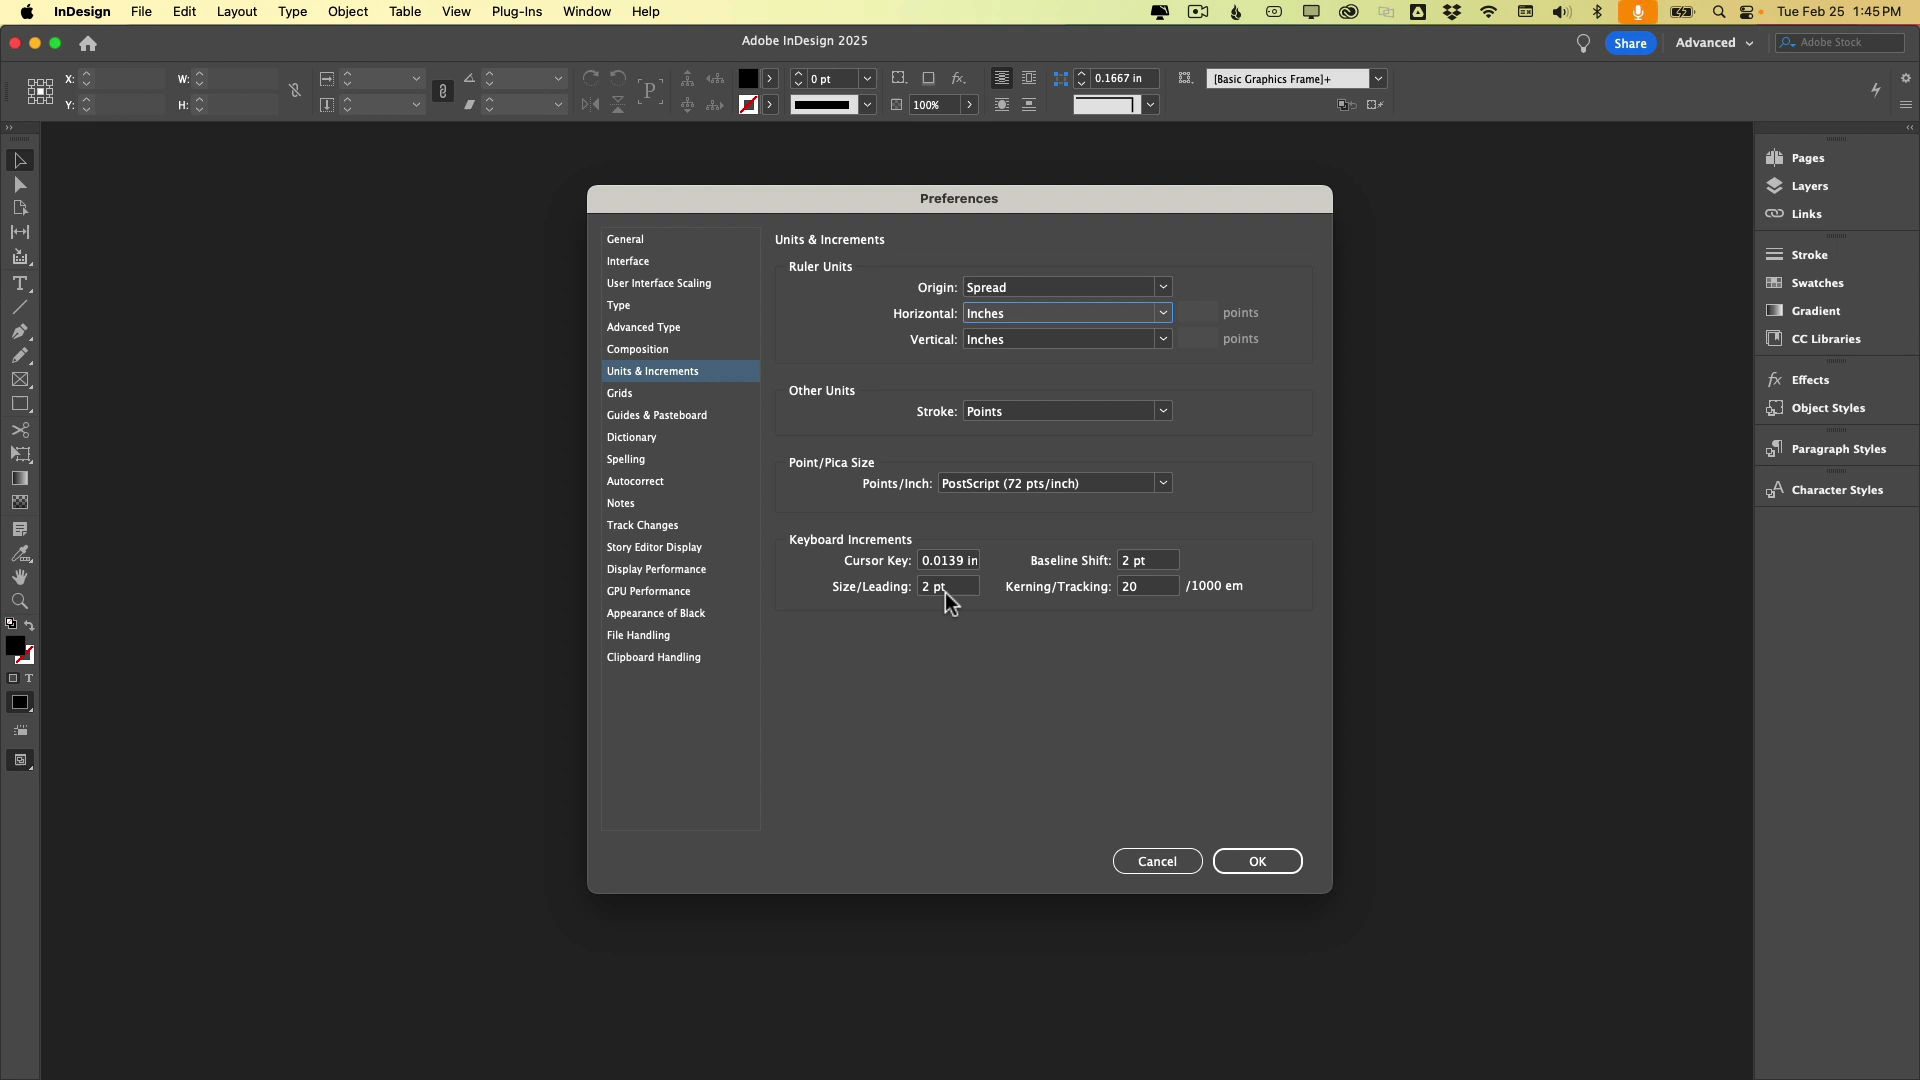 InDesign File Edit Layout Type Object Table View Plug-Ins Window Help Tue Feb 25 1:45 PM
Adobe InDesign 2025 Share Advanced Adobe Stock
X: W: 0 pt fx. 0.1667 in [Basic Graphics Frame]+
Y: H: P 100%
Preferences
General
Interface
User Interface Scaling
Type
Advanced Type
Composition
Units & Increments
Grids
Guides & Pasteboard
Dictionary
Spelling
Autocorrect
Notes
Track Changes
Story Editor Display
Display Performance
GPU Performance
Appearance of Black
File Handling
Clipboard Handling
Units & Increments
Ruler Units
Origin: Spread
Horizontal: Inches points
Vertical: Inches points
Other Units
Stroke: Points
Point/Pica Size
Points/Inch: PostScript (72 pts/inch)
Keyboard Increments
Cursor Key: 0.0139 in Baseline Shift: 2 pt
Size/Leading: 2 pt Kerning/Tracking: 20 /1000 em
Cancel OK
Pages
Layers
Links
Stroke
Swatches
Gradient
CC Libraries
fx Effects
Object Styles
Paragraph Styles
Character Styles